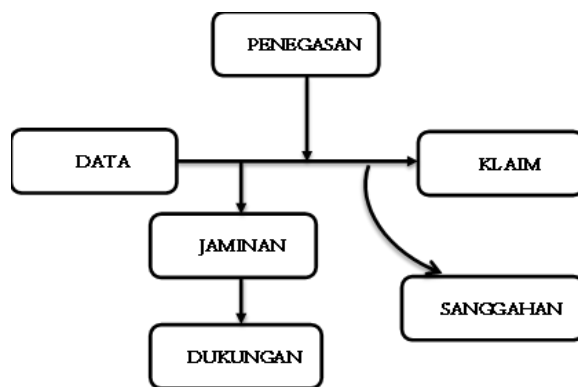 PENEGASAN
DATA
KLAIM
JAMINAN
SANGGAHAN
DUKUNGAN